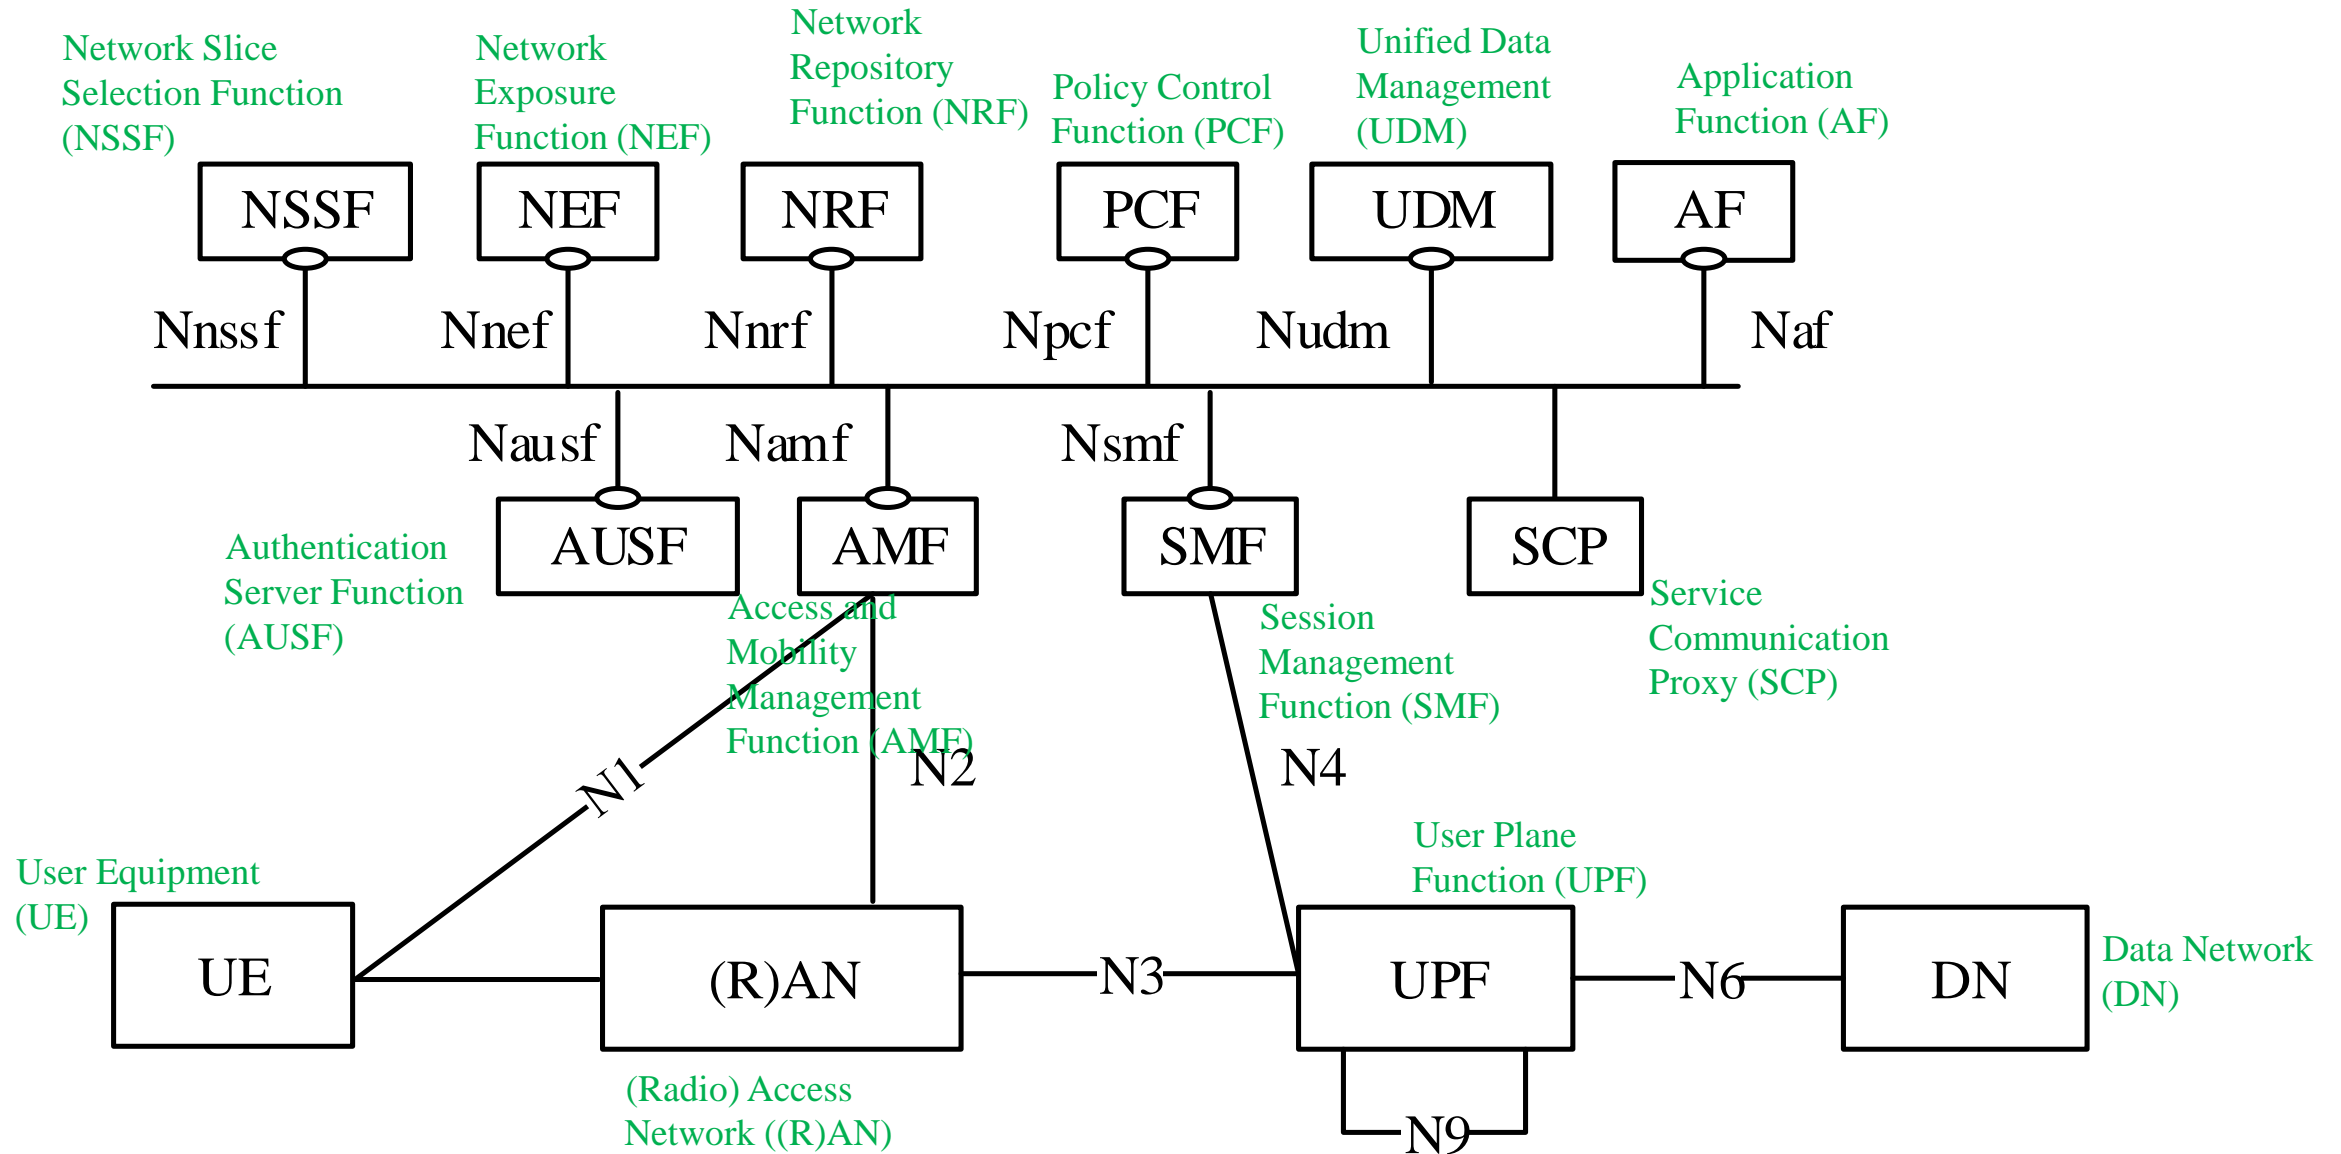 Network Slice
Selection Function
(NSSF)
Network
Exposure
Function (NEF)
Network
Repository
Function (NRF)
Policy Control
Function (PCF)
Unified Data
Management
(UDM)
Application
Function (AF)
NSSF
NEF
NRF
PCF
UDM
AF
Nnssf
Nnef
Nnrf
Npcf
Nudm
Naf
Nausf
Namf
Nsmf
AUSF
AMF
SMF
SCP
Authentication
Server Function
(AUSF)
Access and
Mobility
Management
Function (AMF)
Session
Management
Function (SMF)
Service
Communication
Proxy (SCP)
N1
N2
N4
User Equipment
(UE)
User Plane
Function (UPF)
UE
(R)AN
N3
UPF
N6
DN
Data Network
(DN)
(Radio) Access
Network ((R)AN)
N9